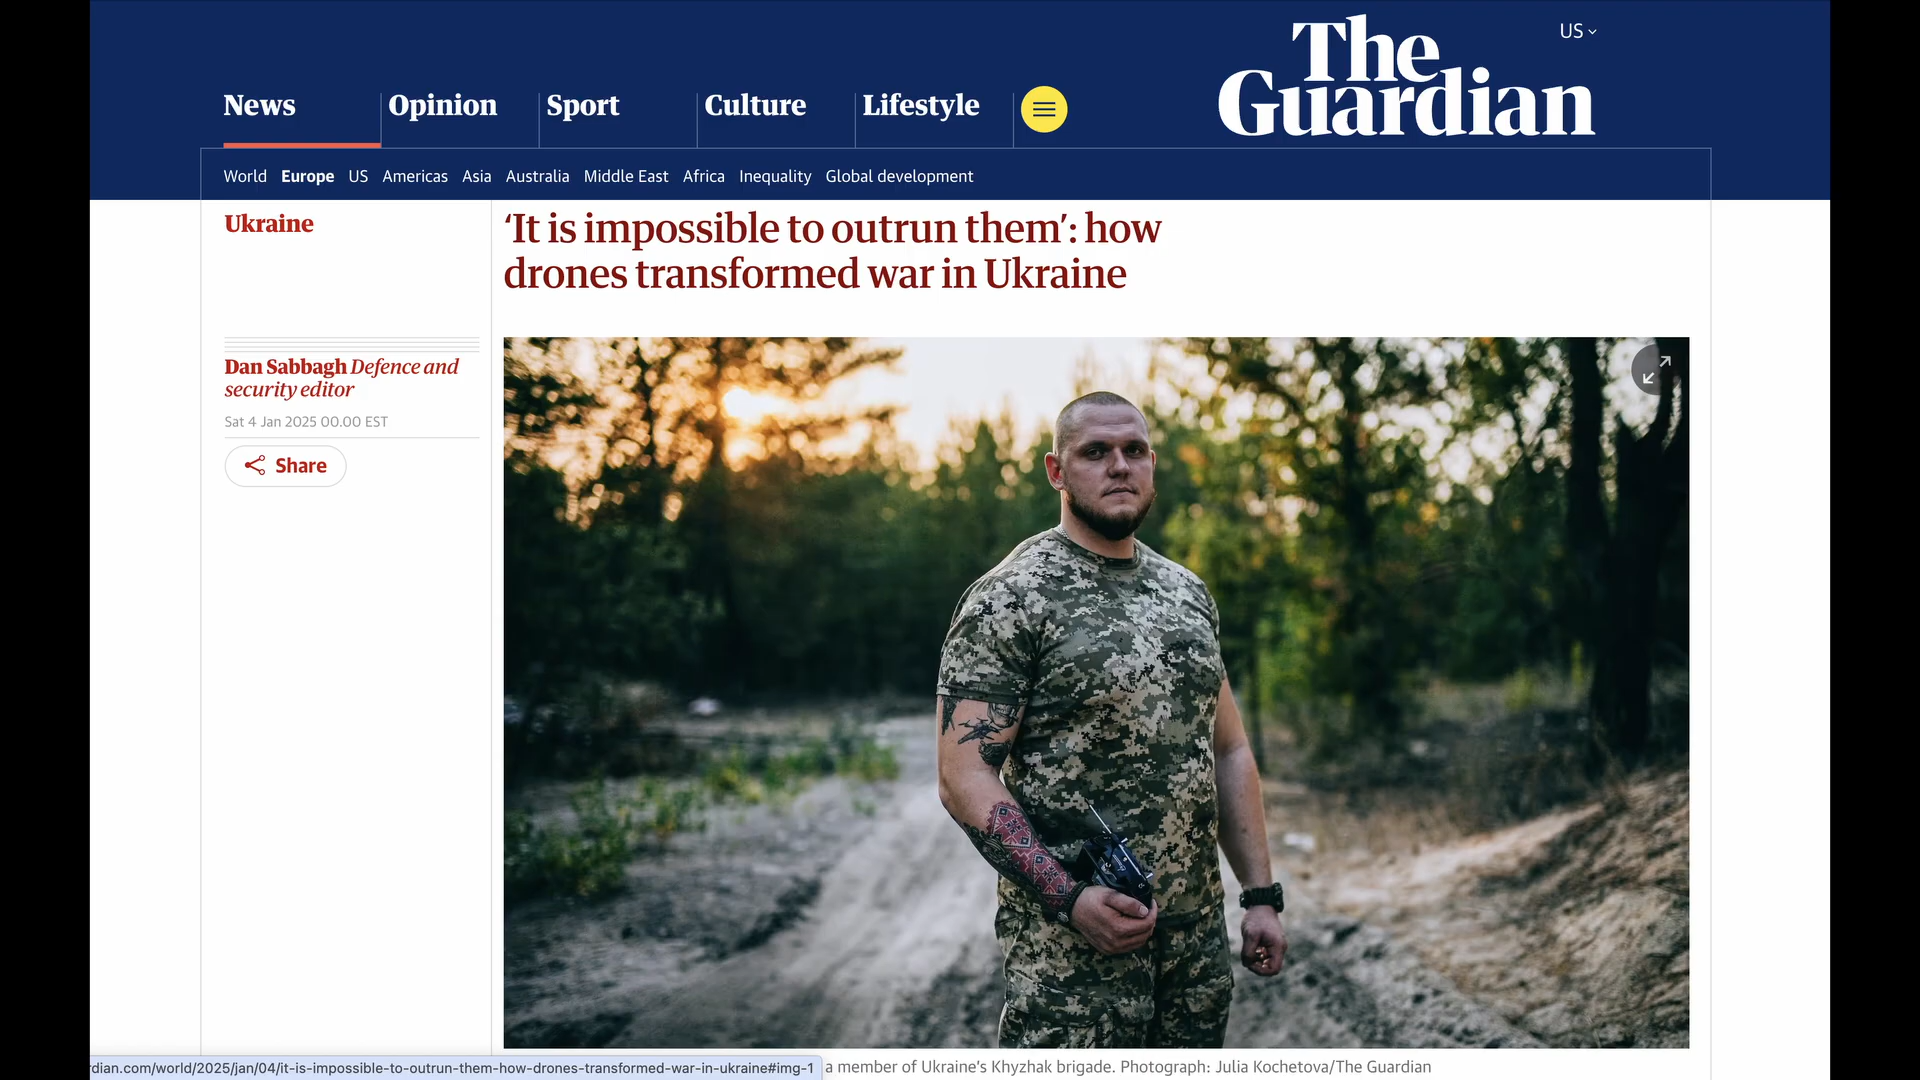 The
Guardian
US
News
Opinion
Sport
Culture
Lifestyle
World Europe US Americas Asia Australia Middle East Africa Inequality Global development
Ukraine
‘It is impossible to outrun them’: how
drones transformed war in Ukraine
Dan Sabbagh Defence and
security editor
Sat 4 Jan 2025 00.00 EST
Share
dian.com/world/2025/jan/04/it-is-impossible-to-outrun-them-how-drones-transformed-war-in-ukraine#img-1
a member of Ukraine’s Khyzhak brigade. Photograph: Julia Kochetova/The Guardian